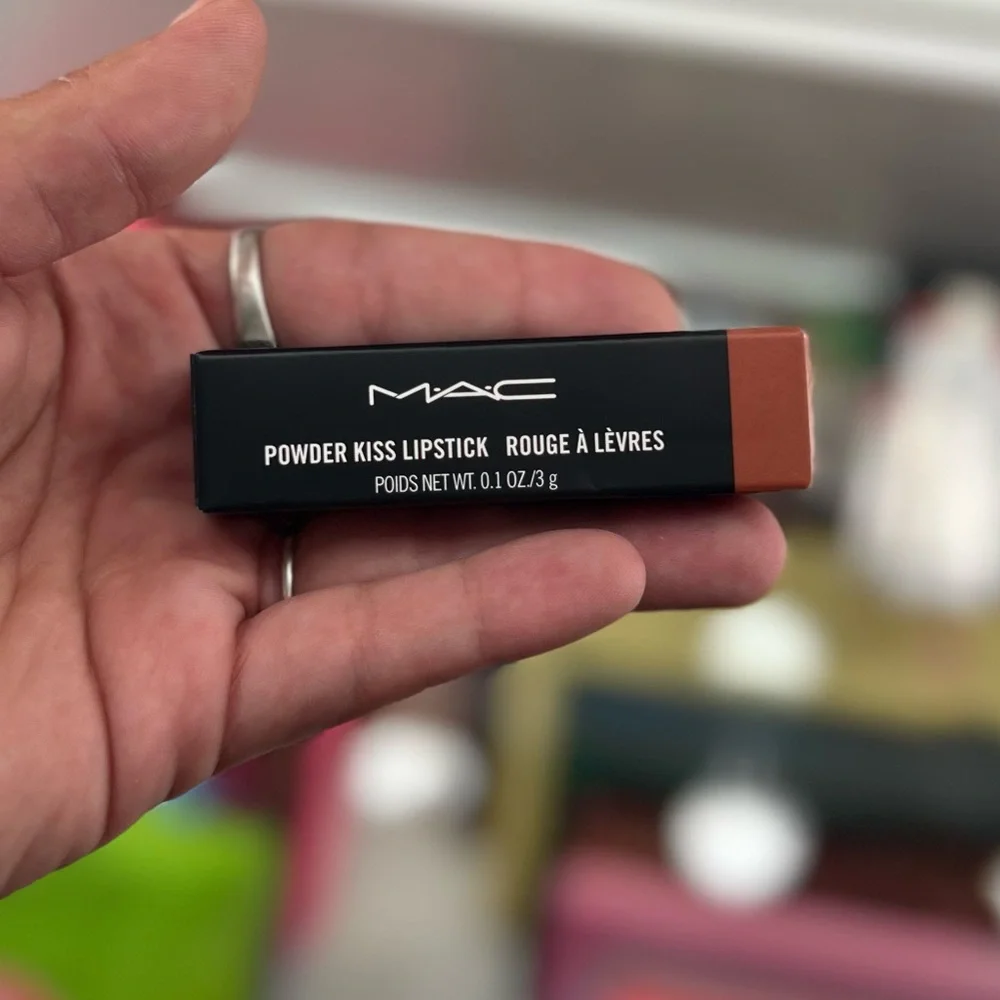 M·A·C
POWDER KISS LIPSTICK ROUGE À LÈVRES
POIDS NET WT. 0.1 OZ./3 g